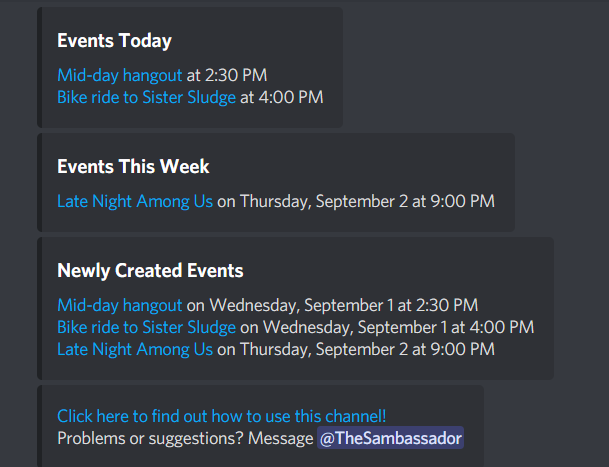 Events Today
Mid-day hangout at 2:30 PM
Bike ride to Sister Sludge at 4:00 PM
Events This Week
Late Night Among Us on Thursday, September 2 at 9:00 PM
Newly Created Events
Mid-day hangout on Wednesday, September 1 at 2:30 PM
Bike ride to Sister Sludge on Wednesday, September 1 at 4:00 PM
Late Night Among Us on Thursday, September 2 at 9:00 PM
Click here to find out how to use this channel!
Problems or suggestions? Message @TheSambassador